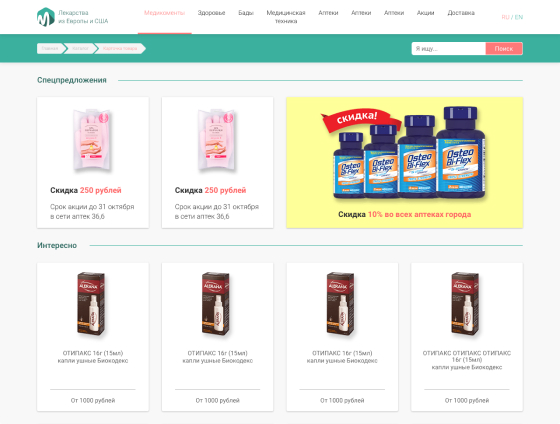 Лекарства
из Европы и США
Медикоменты
Здоровье
Бады
Медицинская
техника
Аптеки
Аптеки
Аптеки
Акции
Доставка
RU / EN
Я ищу...
Поиск
Спецпредложения
Скидка 250 рублей
Срок акции до 31 октября
в сети аптек 36,6
Скидка 250 рублей
Срок акции до 31 октября
в сети аптек 36,6
скидка!
Osteo
Bi-Flex
Osteo
Bi-Flex
Osteo
Bi-Flex
Osteo
Bi-Flex
Скидка 10% во всех аптеках города
Интересно
ALERANA
ОТИПАКС 16г (15мл)
капли ушные Биокодекс
От 1000 рублей
ALERANA
ОТИПАКС 16г (15мл)
капли ушные Биокодекс
От 1000 рублей
ALERANA
ОТИПАКС 16г (15мл)
капли ушные Биокодекс
От 1000 рублей
ALERANA
ОТИПАКС ОТИПАКС ОТИПАКС
16г (15мл)
капли ушные Биокодекс
От 1000 рублей